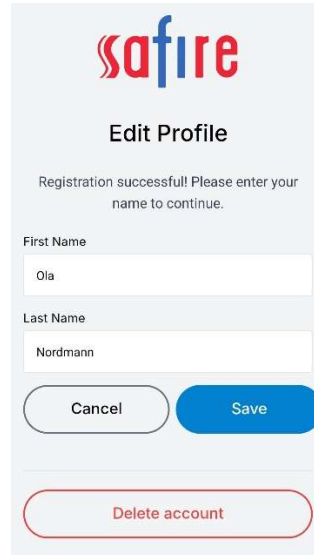 safire
Edit Profile
Registration successful! Please enter your
name to continue.
First Name
Ola
Last Name
Nordmann
Cancel Save
Delete account